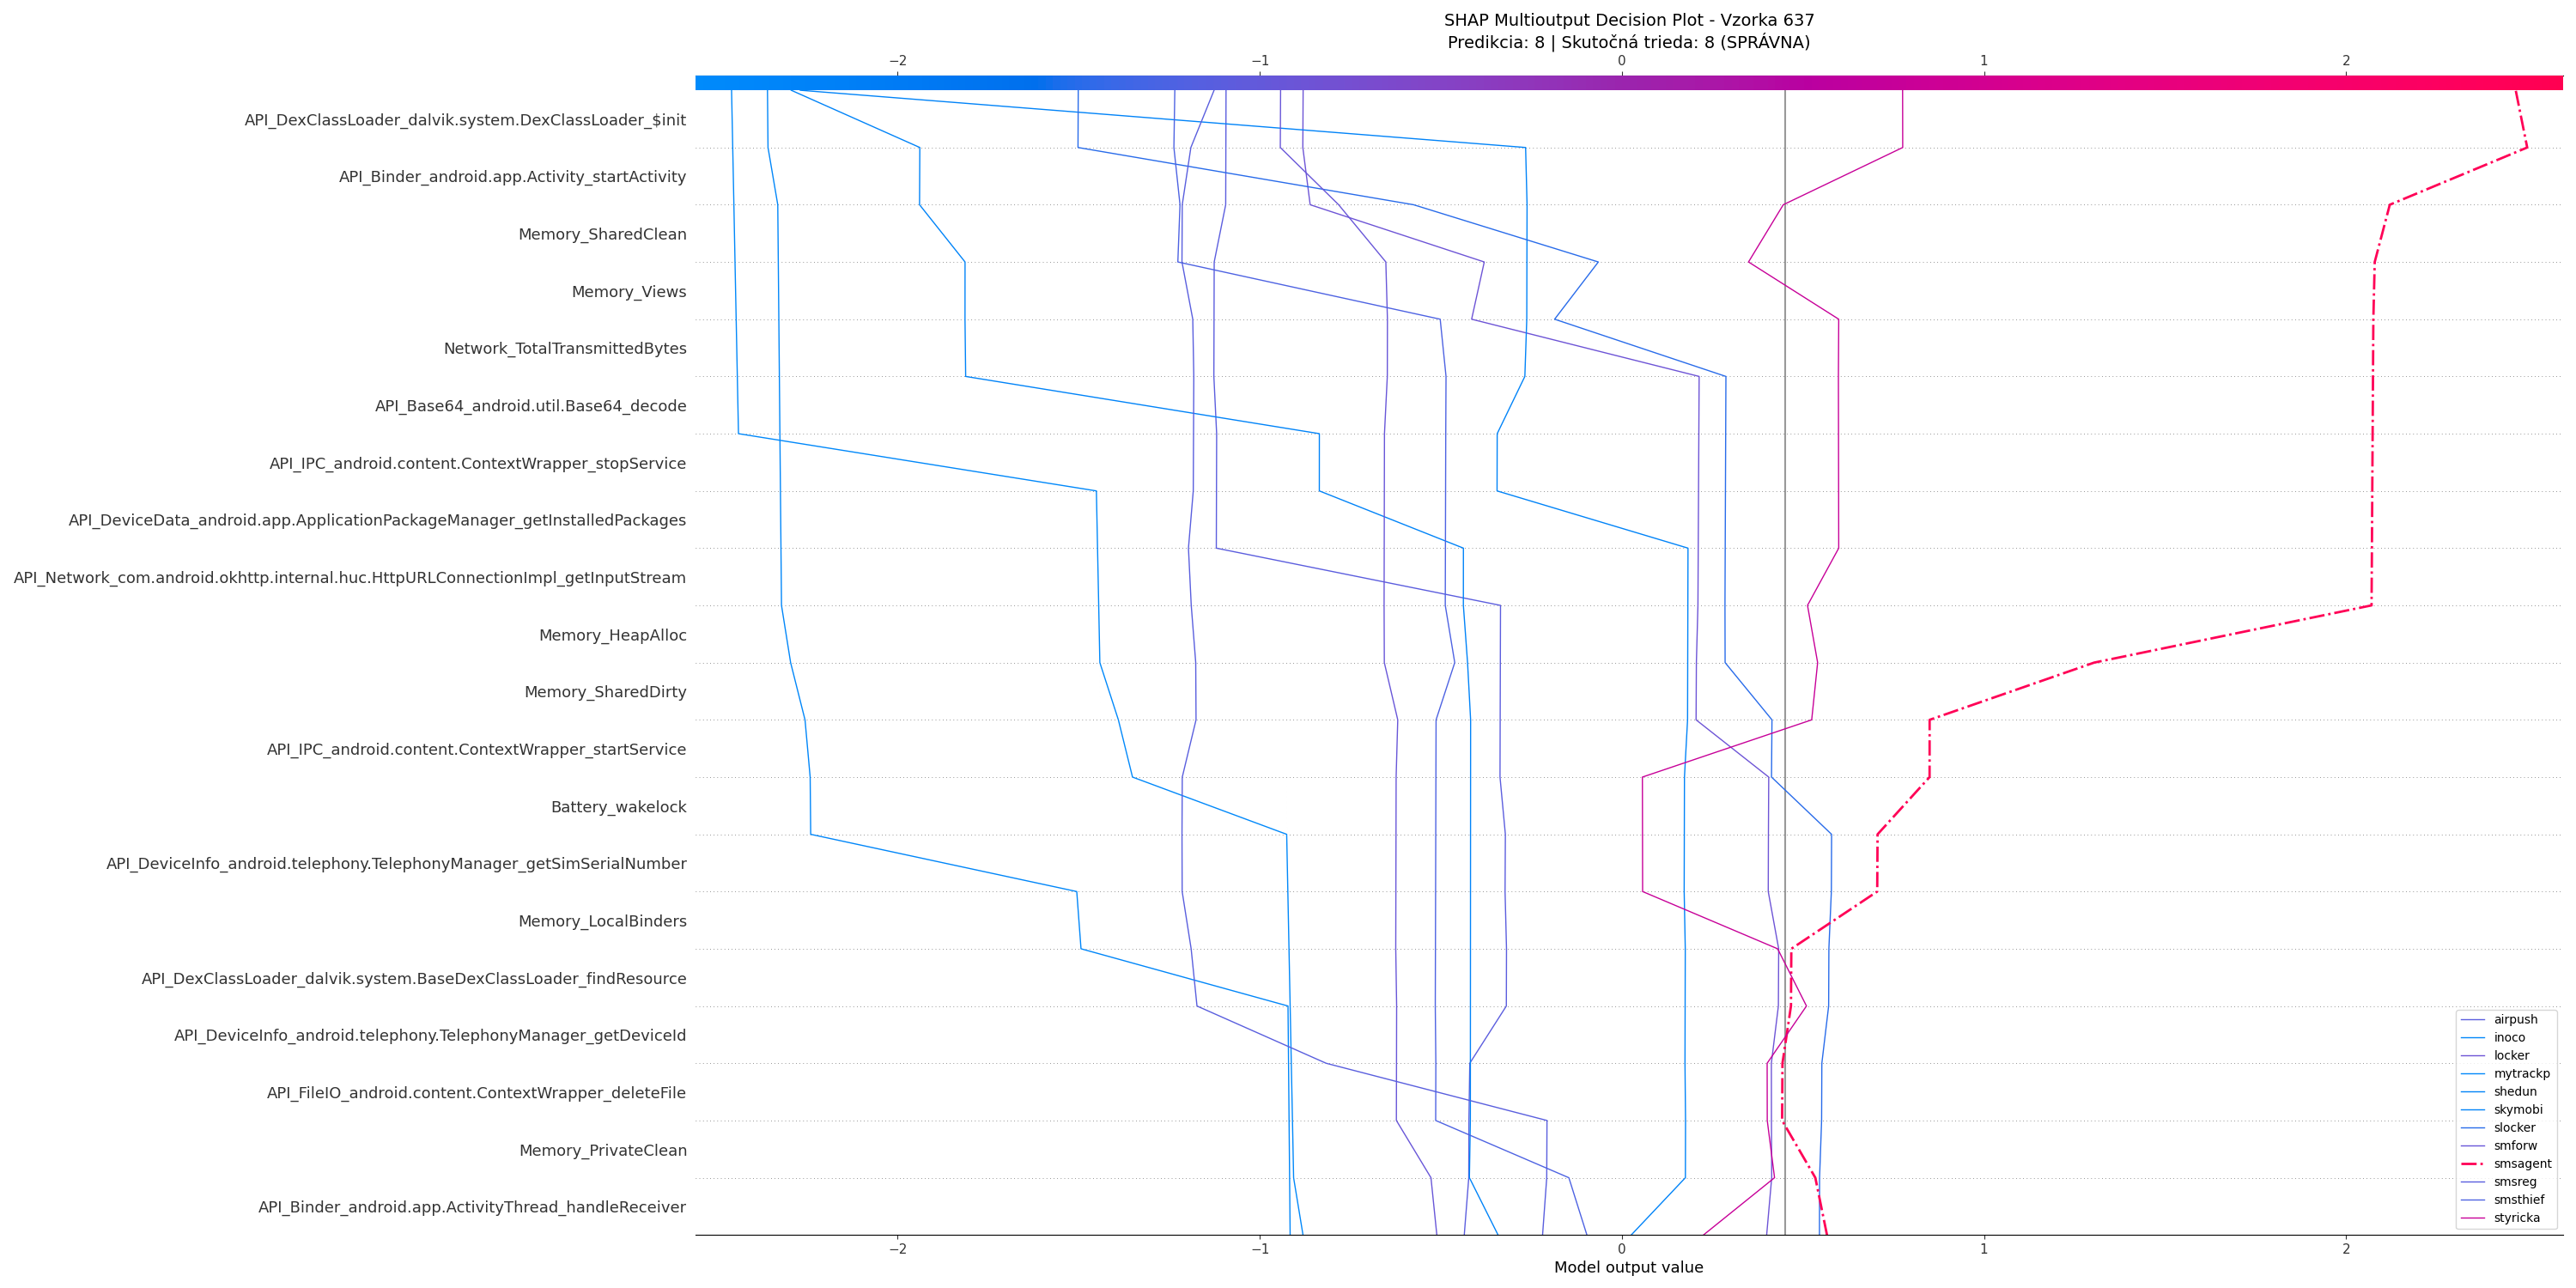 SHAP Multioutput Decision Plot - Vzorka 637
Predikcia: 8 | Skutočná trieda: 8 (SPRÁVNA)
−2 −1 0 1 2
API_DexClassLoader_dalvik.system.DexClassLoader_$init
API_Binder_android.app.Activity_startActivity
Memory_SharedClean
Memory_Views
Network_TotalTransmittedBytes
API_Base64_android.util.Base64_decode
API_IPC_android.content.ContextWrapper_stopService
API_DeviceData_android.app.ApplicationPackageManager_getInstalledPackages
API_Network_com.android.okhttp.internal.huc.HttpURLConnectionImpl_getInputStream
Memory_HeapAlloc
Memory_SharedDirty
API_IPC_android.content.ContextWrapper_startService
Battery_wakelock
API_DeviceInfo_android.telephony.TelephonyManager_getSimSerialNumber
Memory_LocalBinders
API_DexClassLoader_dalvik.system.BaseDexClassLoader_findResource
API_DeviceInfo_android.telephony.TelephonyManager_getDeviceId
API_FileIO_android.content.ContextWrapper_deleteFile
Memory_PrivateClean
API_Binder_android.app.ActivityThread_handleReceiver
airpush
inoco
locker
mytrackp
shedun
skymobi
slocker
smforw
smsagent
smsreg
smsthief
styricka
−2 −1 0 1 2
Model output value